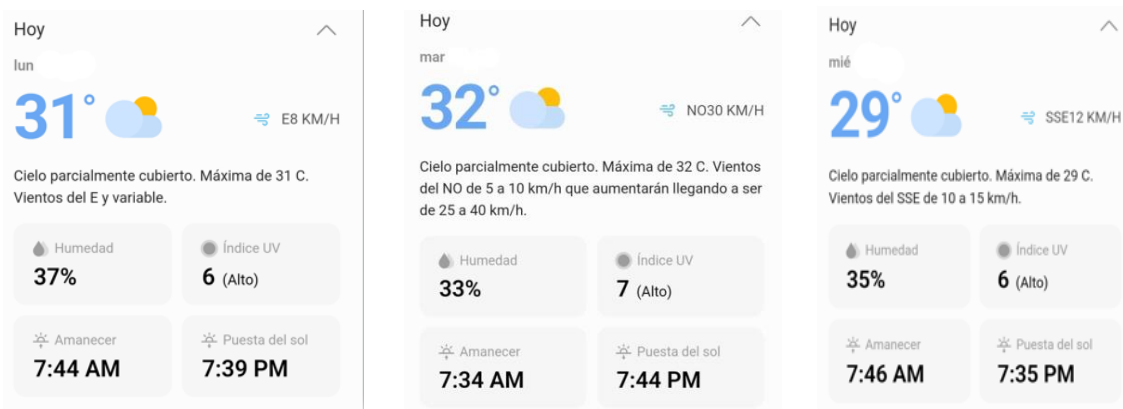 Hoy
lun
31°
E8 KM/H
Cielo parcialmente cubierto. Máxima de 31 C.
Vientos del E y variable.
Humedad
37%
Índice UV
6 (Alto)
Amanecer
7:44 AM
Puesta del sol
7:39 PM
Hoy
mar
32°
NO30 KM/H
Cielo parcialmente cubierto. Máxima de 32 C. Vientos
del NO de 5 a 10 km/h que aumentarán llegando a ser
de 25 a 40 km/h.
Humedad
33%
Índice UV
7 (Alto)
Amanecer
7:34 AM
Puesta del sol
7:44 PM
Hoy
mié
29°
SSE12 KM/H
Cielo parcialmente cubierto. Máxima de 29 C.
Vientos del SSE de 10 a 15 km/h.
Humedad
35%
Índice UV
6 (Alto)
Amanecer
7:46 AM
Puesta del sol
7:35 PM